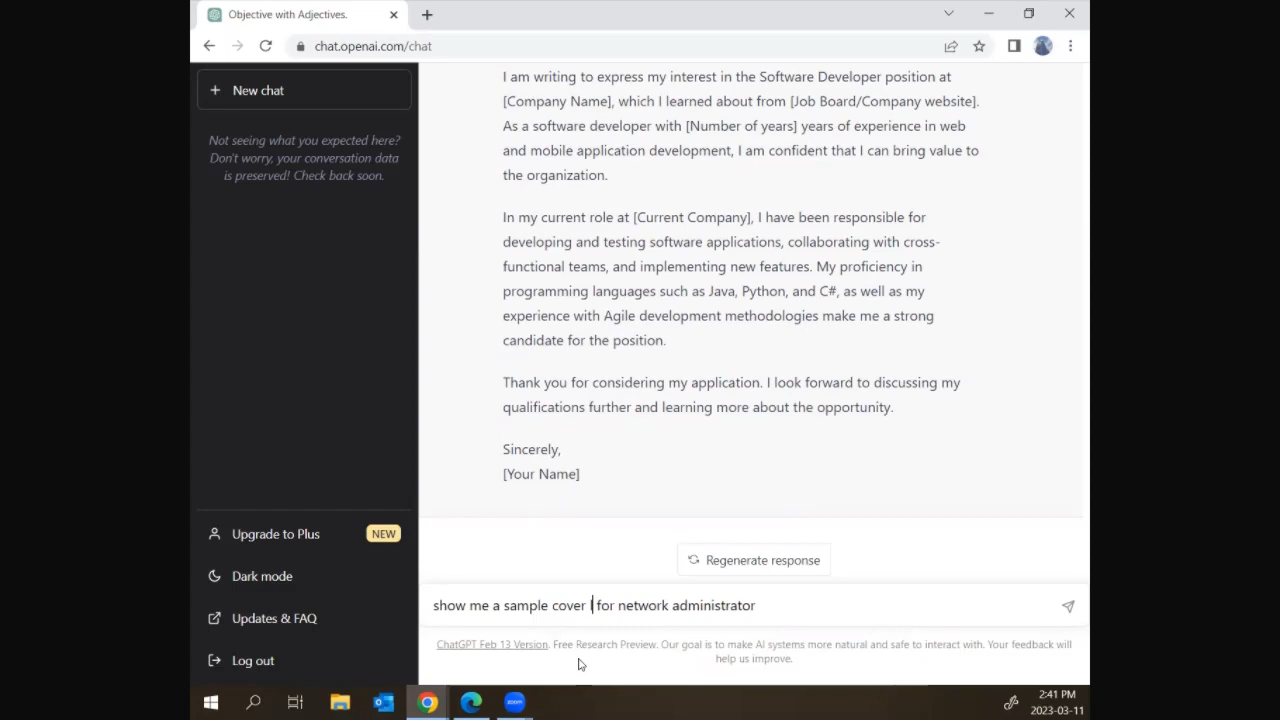 Objective with Adjectives.
chat.openai.com/chat
New chat
Not seeing what you expected here?
Don't worry, your conversation data
is preserved! Check back soon.
I am writing to express my interest in the Software Developer position at
[Company Name], which I learned about from [Job Board/Company website].
As a software developer with [Number of years] years of experience in web
and mobile application development, I am confident that I can bring value to
the organization.
In my current role at [Current Company], I have been responsible for
developing and testing software applications, collaborating with cross-
functional teams, and implementing new features. My proficiency in
programming languages such as Java, Python, and C#, as well as my
experience with Agile development methodologies make me a strong
candidate for the position.
Thank you for considering my application. I look forward to discussing my
qualifications further and learning more about the opportunity.
Sincerely,
[Your Name]
Upgrade to Plus NEW
Dark mode
Updates & FAQ
Log out
Regenerate response
show me a sample cover l for network administrator
ChatGPT Feb 13 Version. Free Research Preview. Our goal is to make AI systems more natural and safe to interact with. Your feedback will
help us improve.
zoom
2:41 PM
2023-03-11